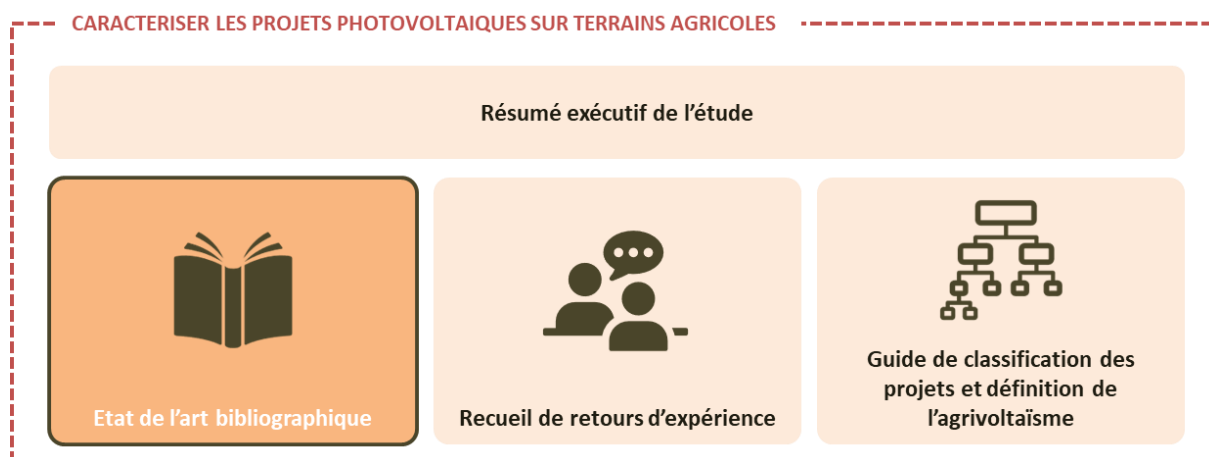 CARACTERISER LES PROJETS PHOTOVOLTAIQUES SUR TERRAINS AGRICOLES
Résumé exécutif de l’étude
Etat de l’art bibliographique
Recueil de retours d’expérience
Guide de classification des
projets et définition de
l’agrivoltaïsme